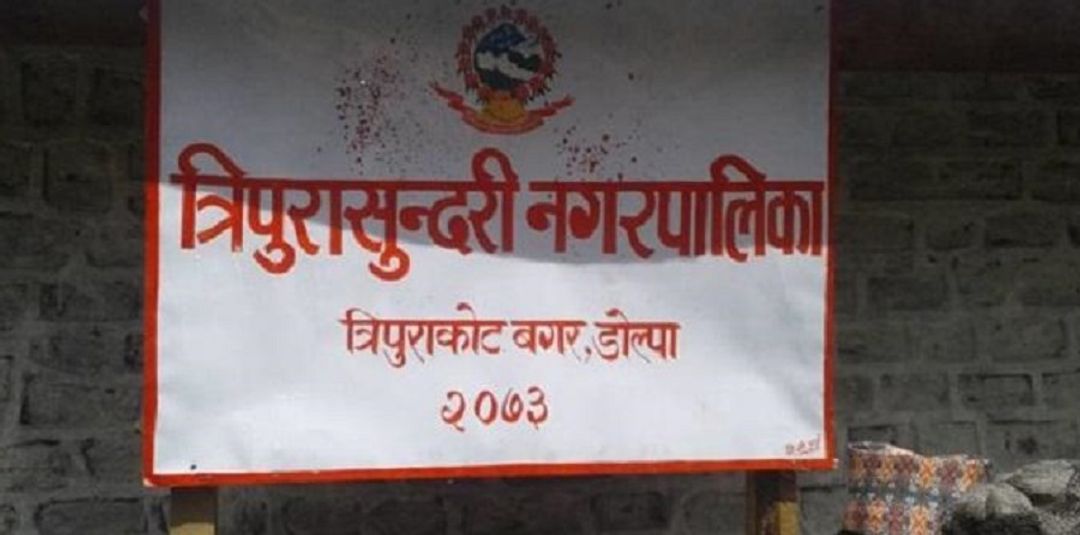 त्रिपुरासुन्दरी नगरपालिका
त्रिपुराकोट बगर,डोल्पा
२०७३